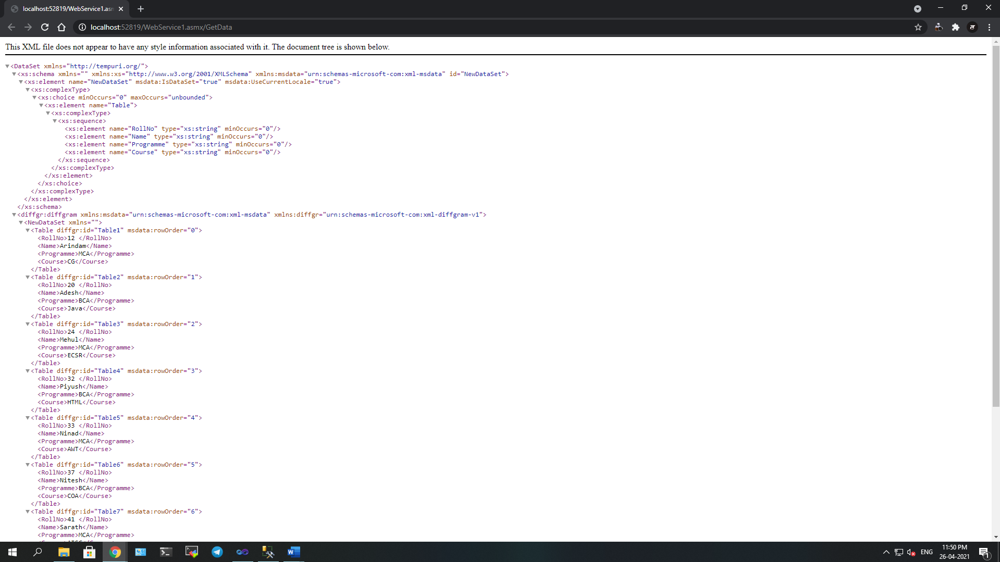 localhost:52819/WebService1.asm
localhost:52819/WebService1.asmx/GetData
This XML file does not appear to have any style information associated with it. The document tree is shown below.
<DataSet xmlns="http://tempuri.org/">
<xs:schema xmlns="" xmlns:xs="http://www.w3.org/2001/XMLSchema" xmlns:msdata="urn:schemas-microsoft-com:xml-msdata" id="NewDataSet">
<xs:element name="NewDataSet" msdata:IsDataSet="true" msdata:UseCurrentLocale="true">
<xs:complexType>
<xs:choice minOccurs="0" maxOccurs="unbounded">
<xs:element name="Table">
<xs:complexType>
<xs:sequence>
<xs:element name="RollNo" type="xs:string" minOccurs="0"/>
<xs:element name="Name" type="xs:string" minOccurs="0"/>
<xs:element name="Programme" type="xs:string" minOccurs="0"/>
<xs:element name="Course" type="xs:string" minOccurs="0"/>
</xs:sequence>
</xs:complexType>
</xs:element>
</xs:choice>
</xs:complexType>
</xs:element>
</xs:schema>
<diffgr:diffgram xmlns:msdata="urn:schemas-microsoft-com:xml-msdata" xmlns:diffgr="urn:schemas-microsoft-com:xml-diffgram-v1">
<NewDataSet xmlns="">
<Table diffgr:id="Table1" msdata:rowOrder="0">
<RollNo>12 </RollNo>
<Name>Arindam</Name>
<Programme>MCA</Programme>
<Course>CG</Course>
</Table>
<Table diffgr:id="Table2" msdata:rowOrder="1">
<RollNo>20 </RollNo>
<Name>Adesh</Name>
<Programme>BCA</Programme>
<Course>Java</Course>
</Table>
<Table diffgr:id="Table3" msdata:rowOrder="2">
<RollNo>24 </RollNo>
<Name>Mehul</Name>
<Programme>MCA</Programme>
<Course>ECSR</Course>
</Table>
<Table diffgr:id="Table4" msdata:rowOrder="3">
<RollNo>32 </RollNo>
<Name>Piyush</Name>
<Programme>BCA</Programme>
<Course>HTML</Course>
</Table>
<Table diffgr:id="Table5" msdata:rowOrder="4">
<RollNo>33 </RollNo>
<Name>Ninad</Name>
<Programme>MCA</Programme>
<Course>AWT</Course>
</Table>
<Table diffgr:id="Table6" msdata:rowOrder="5">
<RollNo>37 </RollNo>
<Name>Nitesh</Name>
<Programme>BCA</Programme>
<Course>COA</Course>
</Table>
<Table diffgr:id="Table7" msdata:rowOrder="6">
<RollNo>41 </RollNo>
<Name>Sarath</Name>
<Programme>MCA</Programme>
ENG
11:50 PM
26-04-2021
1